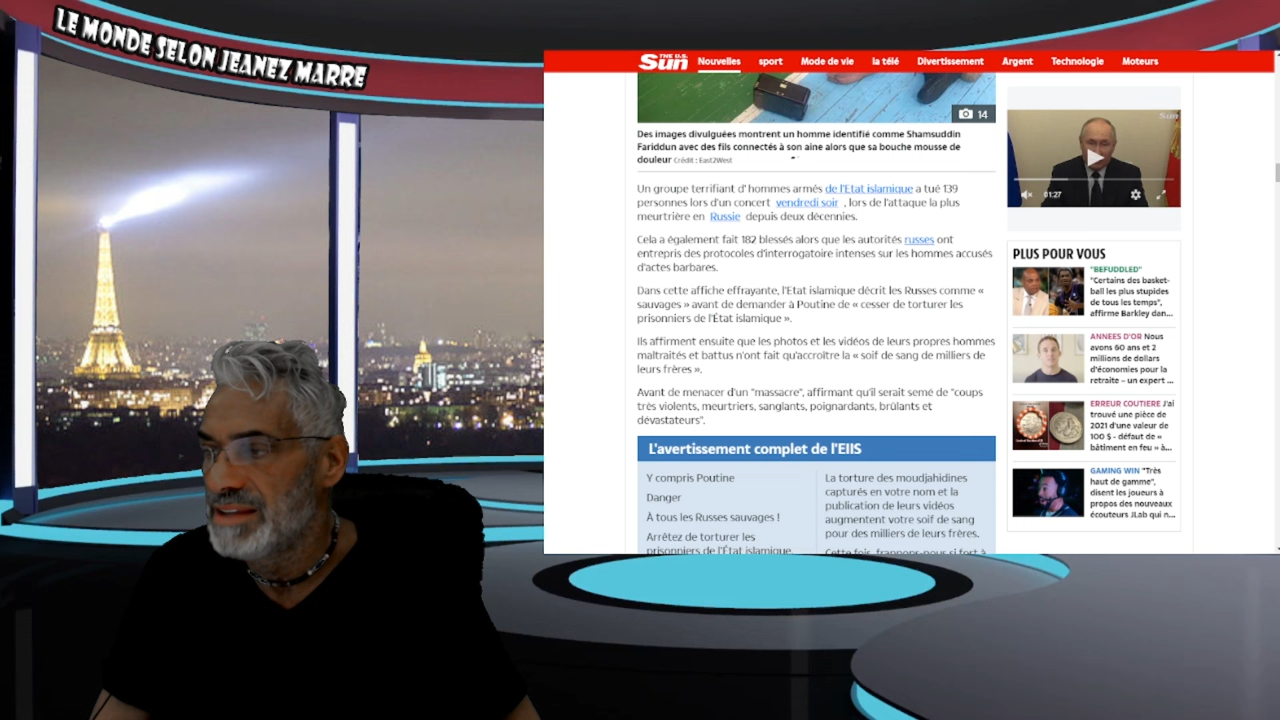 LE MONDE SELON JEANEZ MARRE
THE U.S. Sun
Nouvelles sport Mode de vie la télé Divertissement Argent Technologie Moteurs
14
Des images divulguées montrent un homme identifié comme Shamsuddin
Fariddun avec des fils connectés à son aine alors que sa bouche mousse de
douleur Crédit : East2West
Un groupe terrifiant d' hommes armés de l'Etat islamique a tué 139
personnes lors d'un concert vendredi soir , lors de l'attaque la plus
meurtrière en Russie depuis deux décennies.
Cela a également fait 182 blessés alors que les autorités russes ont
entrepris des protocoles d'interrogatoire intenses sur les hommes accusés
d'actes barbares.
Dans cette affiche effrayante, l'Etat islamique décrit les Russes comme «
sauvages » avant de demander à Poutine de « cesser de torturer les
prisonniers de l'État islamique ».
Ils affirment ensuite que les photos et les vidéos de leurs propres hommes
maltraités et battus n'ont fait qu'accroître la « soif de sang de milliers de
leurs frères ».
Avant de menacer d'un "massacre", affirmant qu'il serait semé de "coups
très violents, meurtriers, sanglants, poignardants, brûlants et
dévastateurs".
L'avertissement complet de l'EIIS
Y compris Poutine
Danger
À tous les Russes sauvages !
Arrêtez de torturer les
prisonniers de l'État islamique.
La torture des moudjahidines
capturés en votre nom et la
publication de leurs vidéos
augmentent votre soif de sang
pour des milliers de leurs frères.
Cette fois, frappons-nous si fort à
Sun
01:27
PLUS POUR VOUS
"BEFUDDLED"
"Certains des basket-
ball les plus stupides
de tous les temps",
affirme Barkley dan...
ANNEES D'OR Nous
avons 60 ans et 2
millions de dollars
d'économies pour la
retraite – un expert ...
ERREUR COUTIERE J'ai
trouvé une pièce de
2021 d'une valeur de
100 $ - défaut de «
bâtiment en feu » à...
GAMING WIN "Très
haut de gamme",
disent les joueurs à
propos des nouveaux
écouteurs JLab qui n...